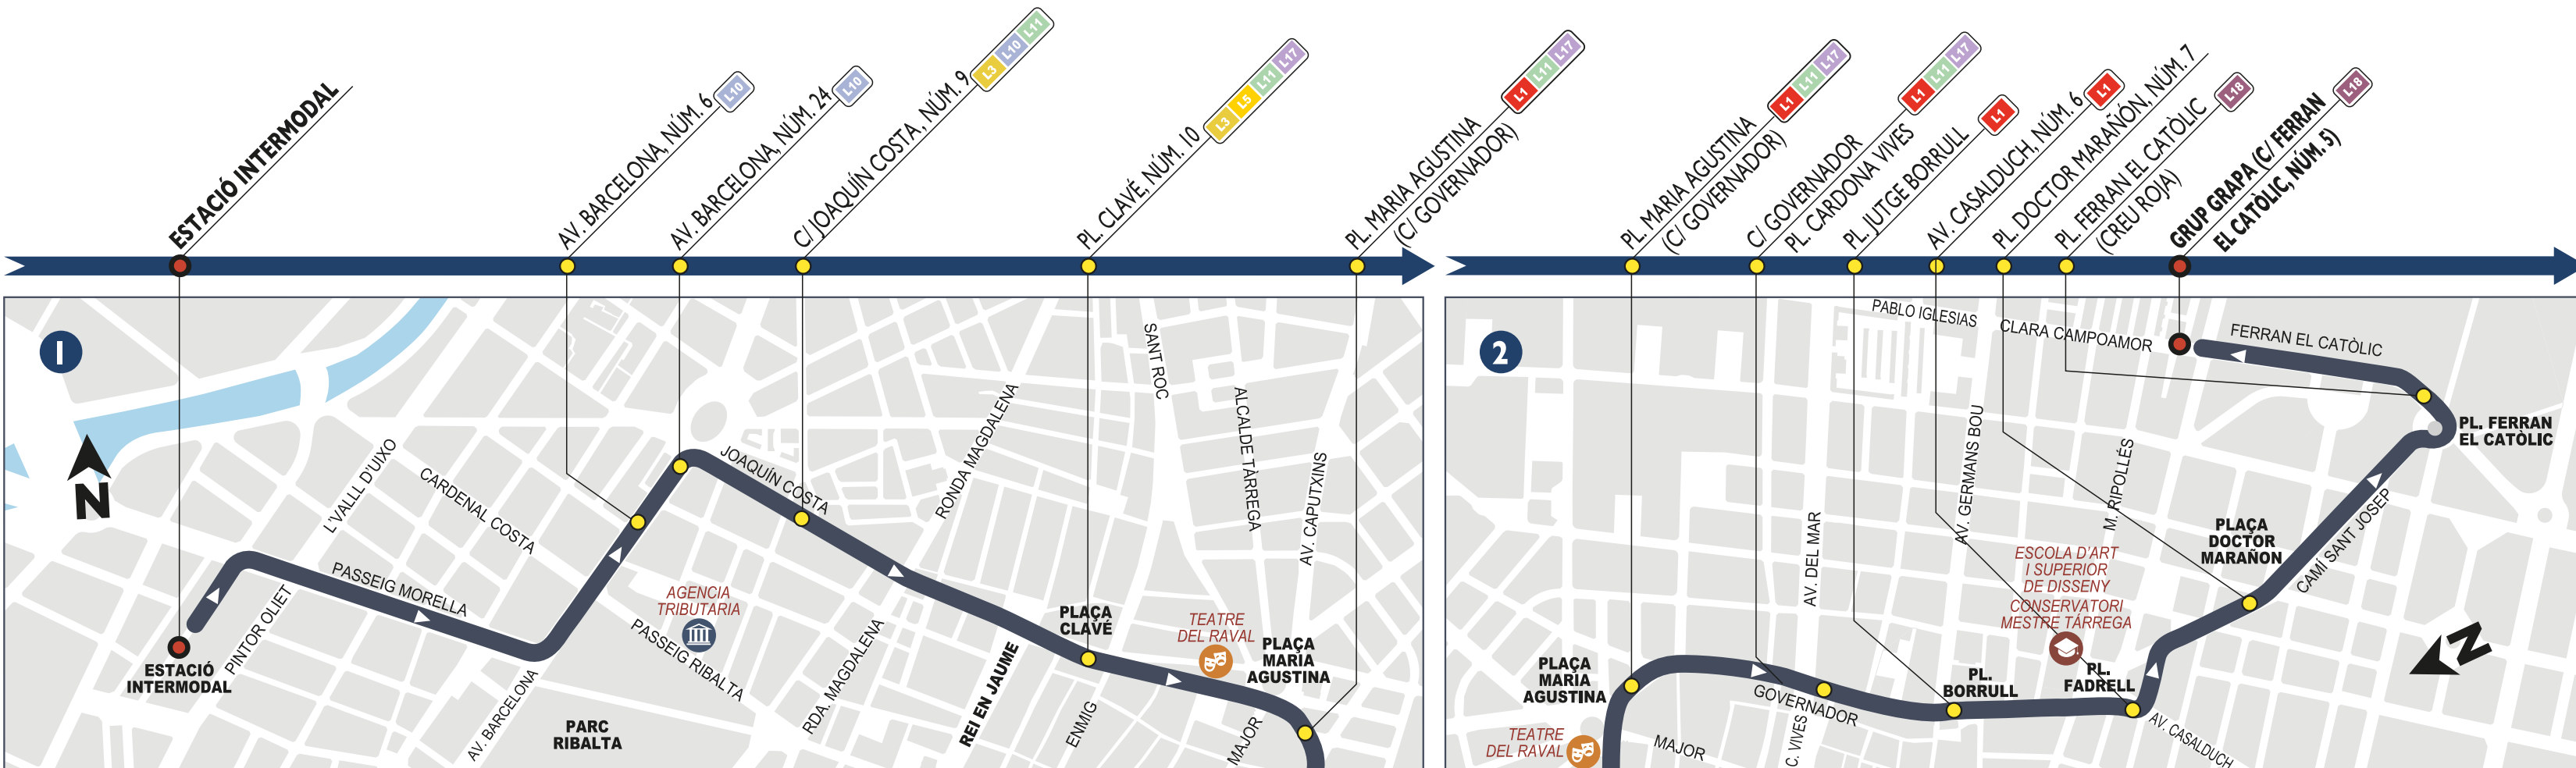 ESTACIÓ INTERMODAL
AV. BARCELONA, NÚM. 6
L10
AV. BARCELONA, NÚM. 24
L10
C/ JOAQUÍN COSTA, NÚM. 9
L3 L10 L11
PL. CLAVÉ, NÚM. 10
L3 L5 L11 L17
PL. MARIA AGUSTINA
(C/ GOVERNADOR)
L1 L11 L17
PL. MARIA AGUSTINA
(C/ GOVERNADOR)
L1 L11 L17
C/ GOVERNADOR
PL. CARDONA VIVES
L1 L11 L17
PL. JUTGE BORRULL
L1
AV. CASALDUCH, NÚM. 6
L1
PL. DOCTOR MARAÑÓN, NÚM. 7
PL. FERRAN EL CATÒLIC
(CREU ROJA)
L18
GRUP GRAPA (C/ FERRAN
EL CATÒLIC, NÚM. 5)
L18
1
N
L'VALLL D'UIXO
CARDENAL COSTA
JOAQUÍN COSTA
RONDA MAGDALENA
SANT ROC
ALCALDE TÀRREGA
AV. CAPUTXINS
PASSEIG MORELLA
PINTOR OLIET
ESTACIÓ
INTERMODAL
AV. BARCELONA
PARC
RIBALTA
AGENCIA
TRIBUTARIA
PASSEIG RIBALTA
RDA. MAGDALENA
REI EN JAUME
PLAÇA
CLAVÉ
ENMIG
TEATRE
DEL RAVAL
PLAÇA
MARIA
AGUSTINA
MAJOR
2
PABLO IGLESIAS
CLARA CAMPOAMOR
FERRAN EL CATÒLIC
PL. FERRAN
EL CATÒLIC
AV. GERMANS BOU
M. RIPOLLÉS
AV. DEL MAR
PLAÇA
DOCTOR
MARAÑON
CAMÍ SANT JOSEP
ESCOLA D'ART
I SUPERIOR
DE DISSENY
CONSERVATORI
MESTRE TÁRREGA
N
PLAÇA
MARIA
AGUSTINA
GOVERNADOR
PL.
BORRULL
PL.
FADRELL
AV. CASALDUCH
TEATRE
DEL RAVAL
MAJOR
C. VIVES